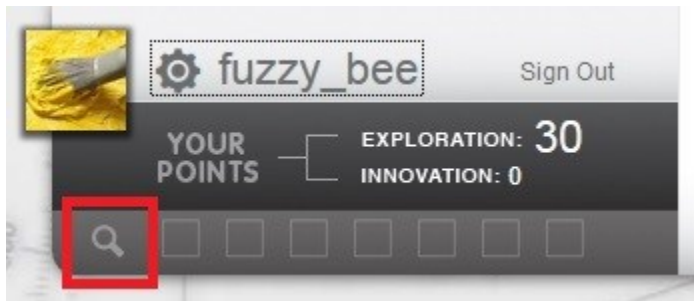 fuzzy_bee Sign Out
YOUR POINTS
EXPLORATION: 30
INNOVATION: 0